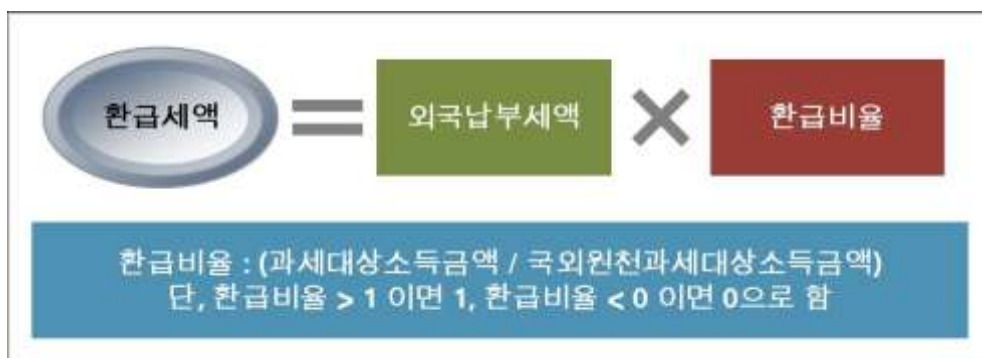 환급세액 = 외국납부세액 × 환급비율
환급비율 : (과세대상소득금액 / 국외원천과세대상소득금액)
단, 환급비율 > 1 이면 1, 환급비율 < 0 이면 0으로 함